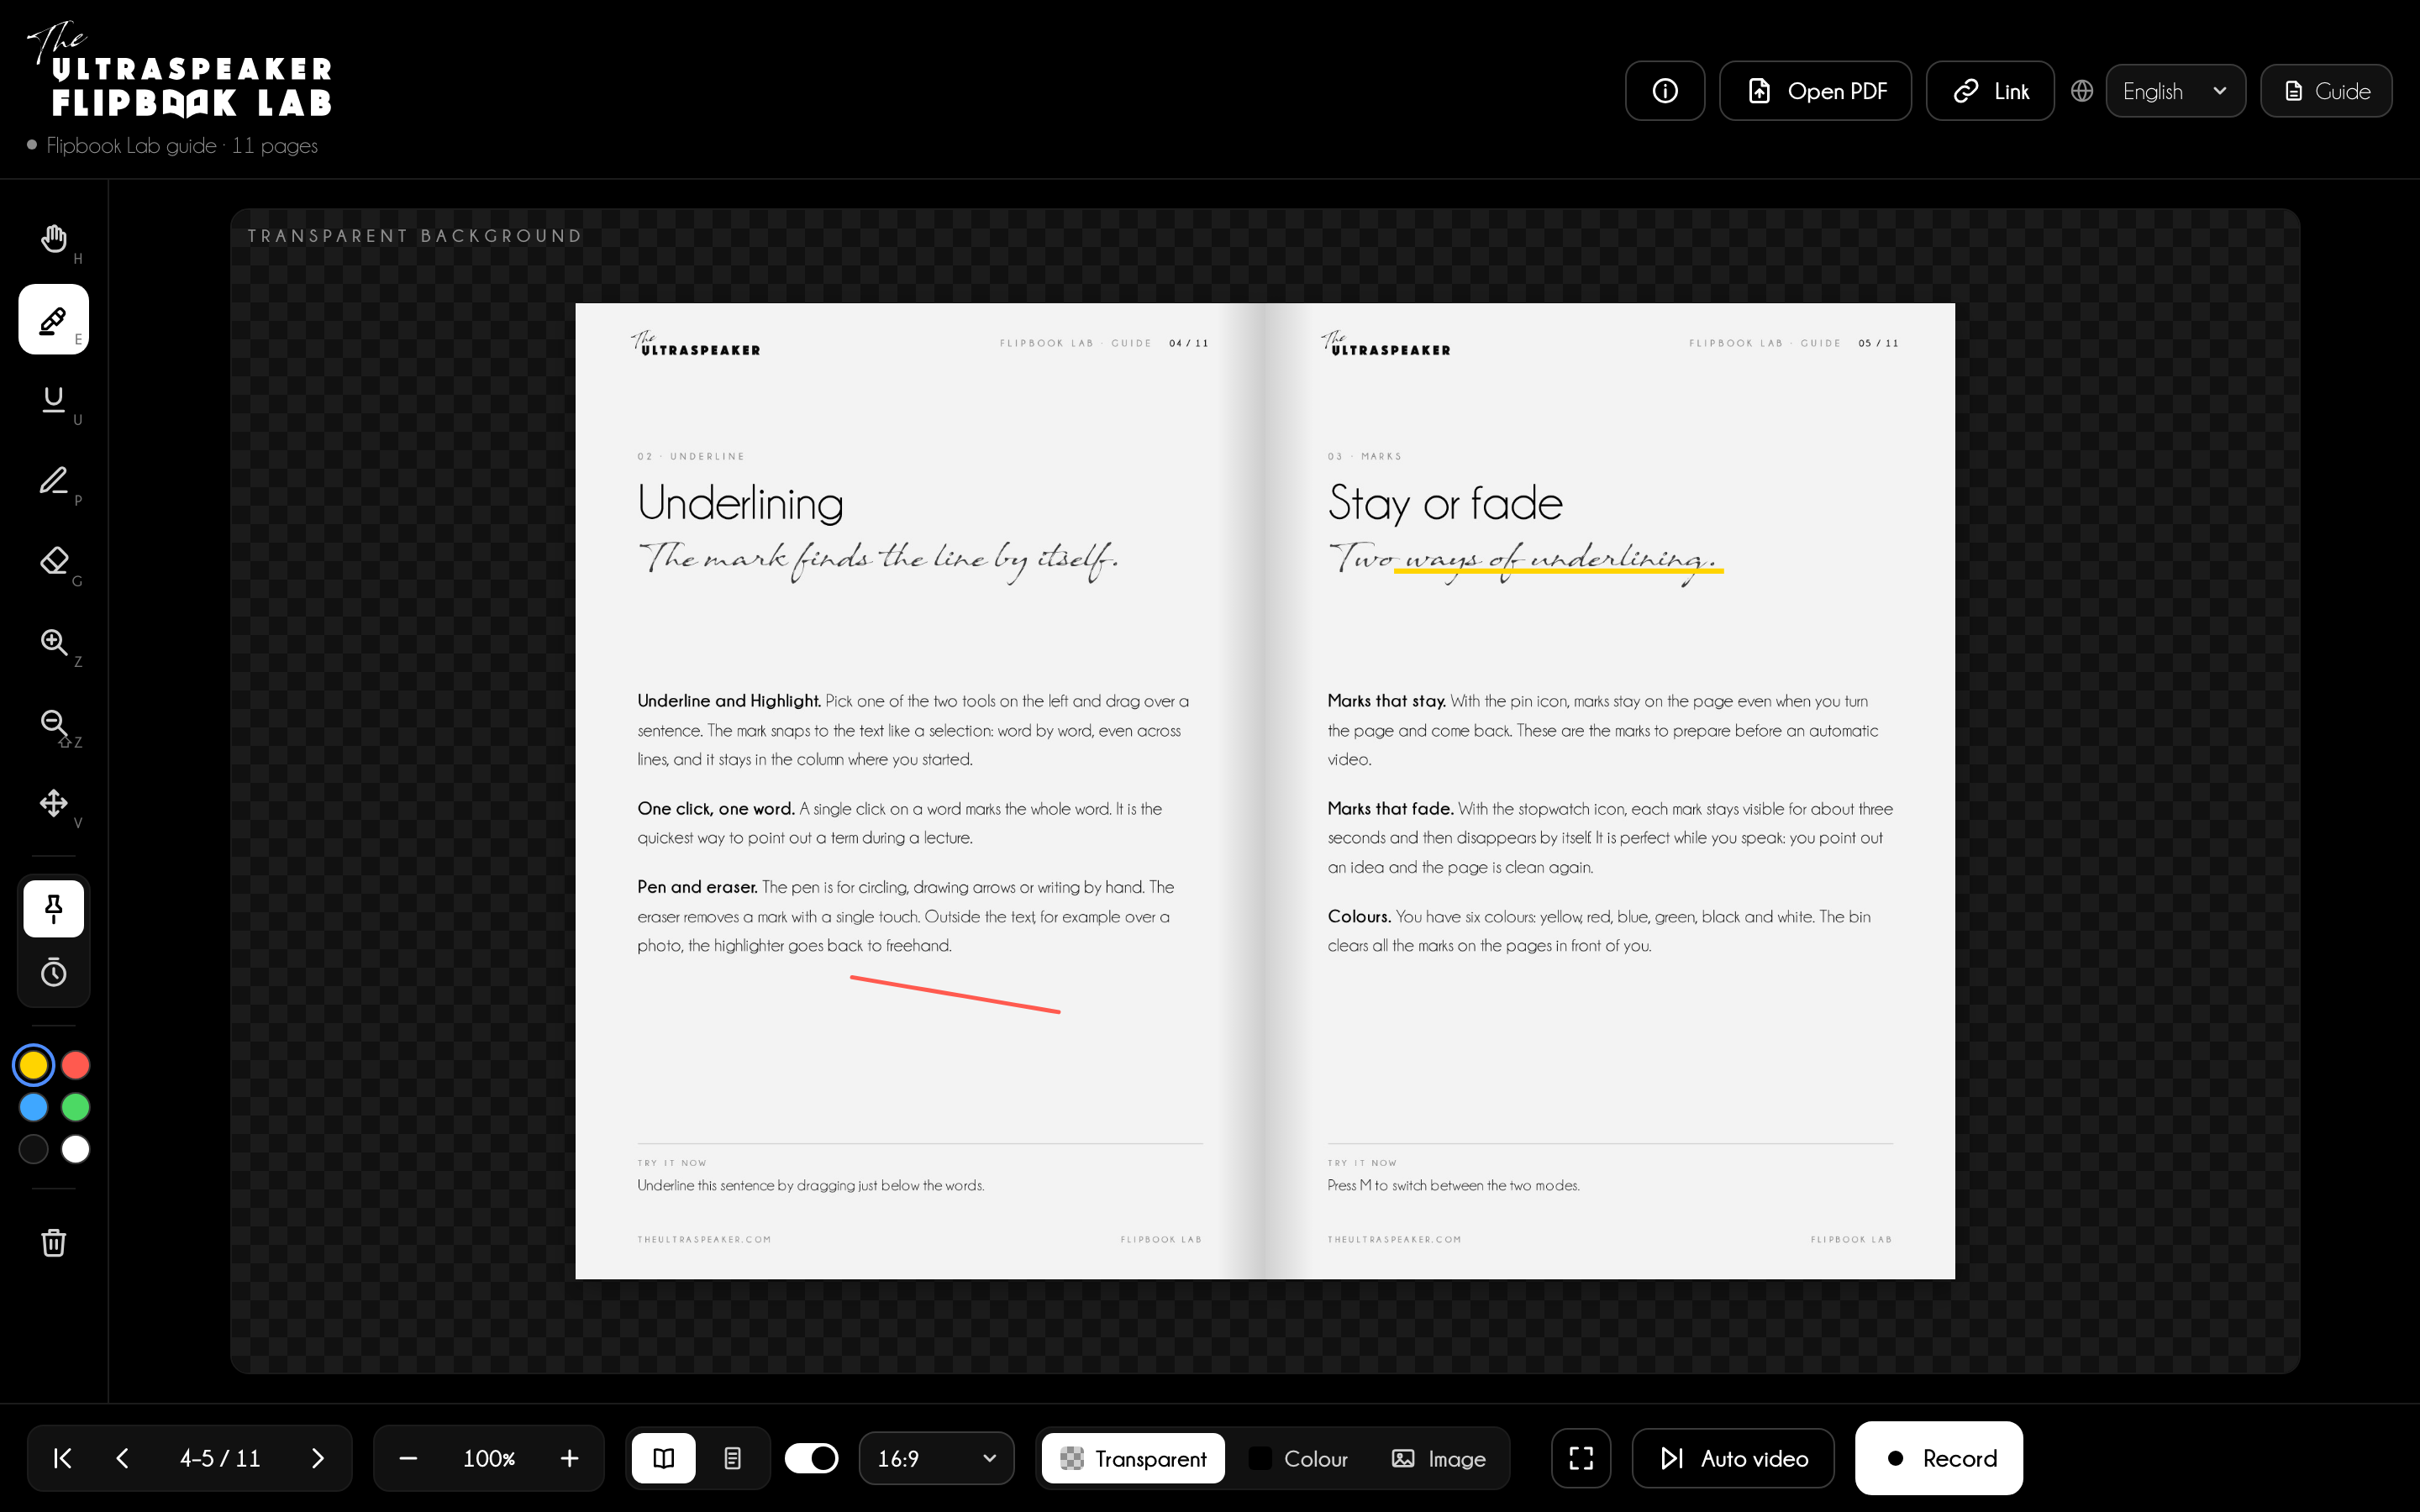 The
ULTRASPEAKER
FLIPBOOK LAB
Flipbook Lab guide · 11 pages
Open PDF
Link
English
Guide
H
E
U
P
G
Z
⇧Z
V
TRANSPARENT BACKGROUND
The
ULTRASPEAKER
FLIPBOOK LAB · GUIDE 04 / 11
02 · UNDERLINE
Underlining
The mark finds the line by itself.
Underline and Highlight. Pick one of the two tools on the left and drag over a
sentence. The mark snaps to the text like a selection: word by word, even across
lines, and it stays in the column where you started.
One click, one word. A single click on a word marks the whole word. It is the
quickest way to point out a term during a lecture.
Pen and eraser. The pen is for circling, drawing arrows or writing by hand. The
eraser removes a mark with a single touch. Outside the text, for example over a
photo, the highlighter goes back to freehand.
TRY IT NOW
Underline this sentence by dragging just below the words.
THEULTRASPEAKER.COM
FLIPBOOK LAB
The
ULTRASPEAKER
FLIPBOOK LAB · GUIDE 05 / 11
03 · MARKS
Stay or fade
Two ways of underlining.
Marks that stay. With the pin icon, marks stay on the page even when you turn
the page and come back. These are the marks to prepare before an automatic
video.
Marks that fade. With the stopwatch icon, each mark stays visible for about three
seconds and then disappears by itself. It is perfect while you speak: you point out
an idea and the page is clean again.
Colours. You have six colours: yellow, red, blue, green, black and white. The bin
clears all the marks on the pages in front of you.
TRY IT NOW
Press M to switch between the two modes.
THEULTRASPEAKER.COM
FLIPBOOK LAB
4–5 / 11
100%
16:9
Transparent
Colour
Image
Auto video
Record